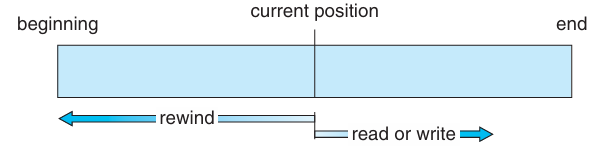 current position
beginning
end
rewind
read or write